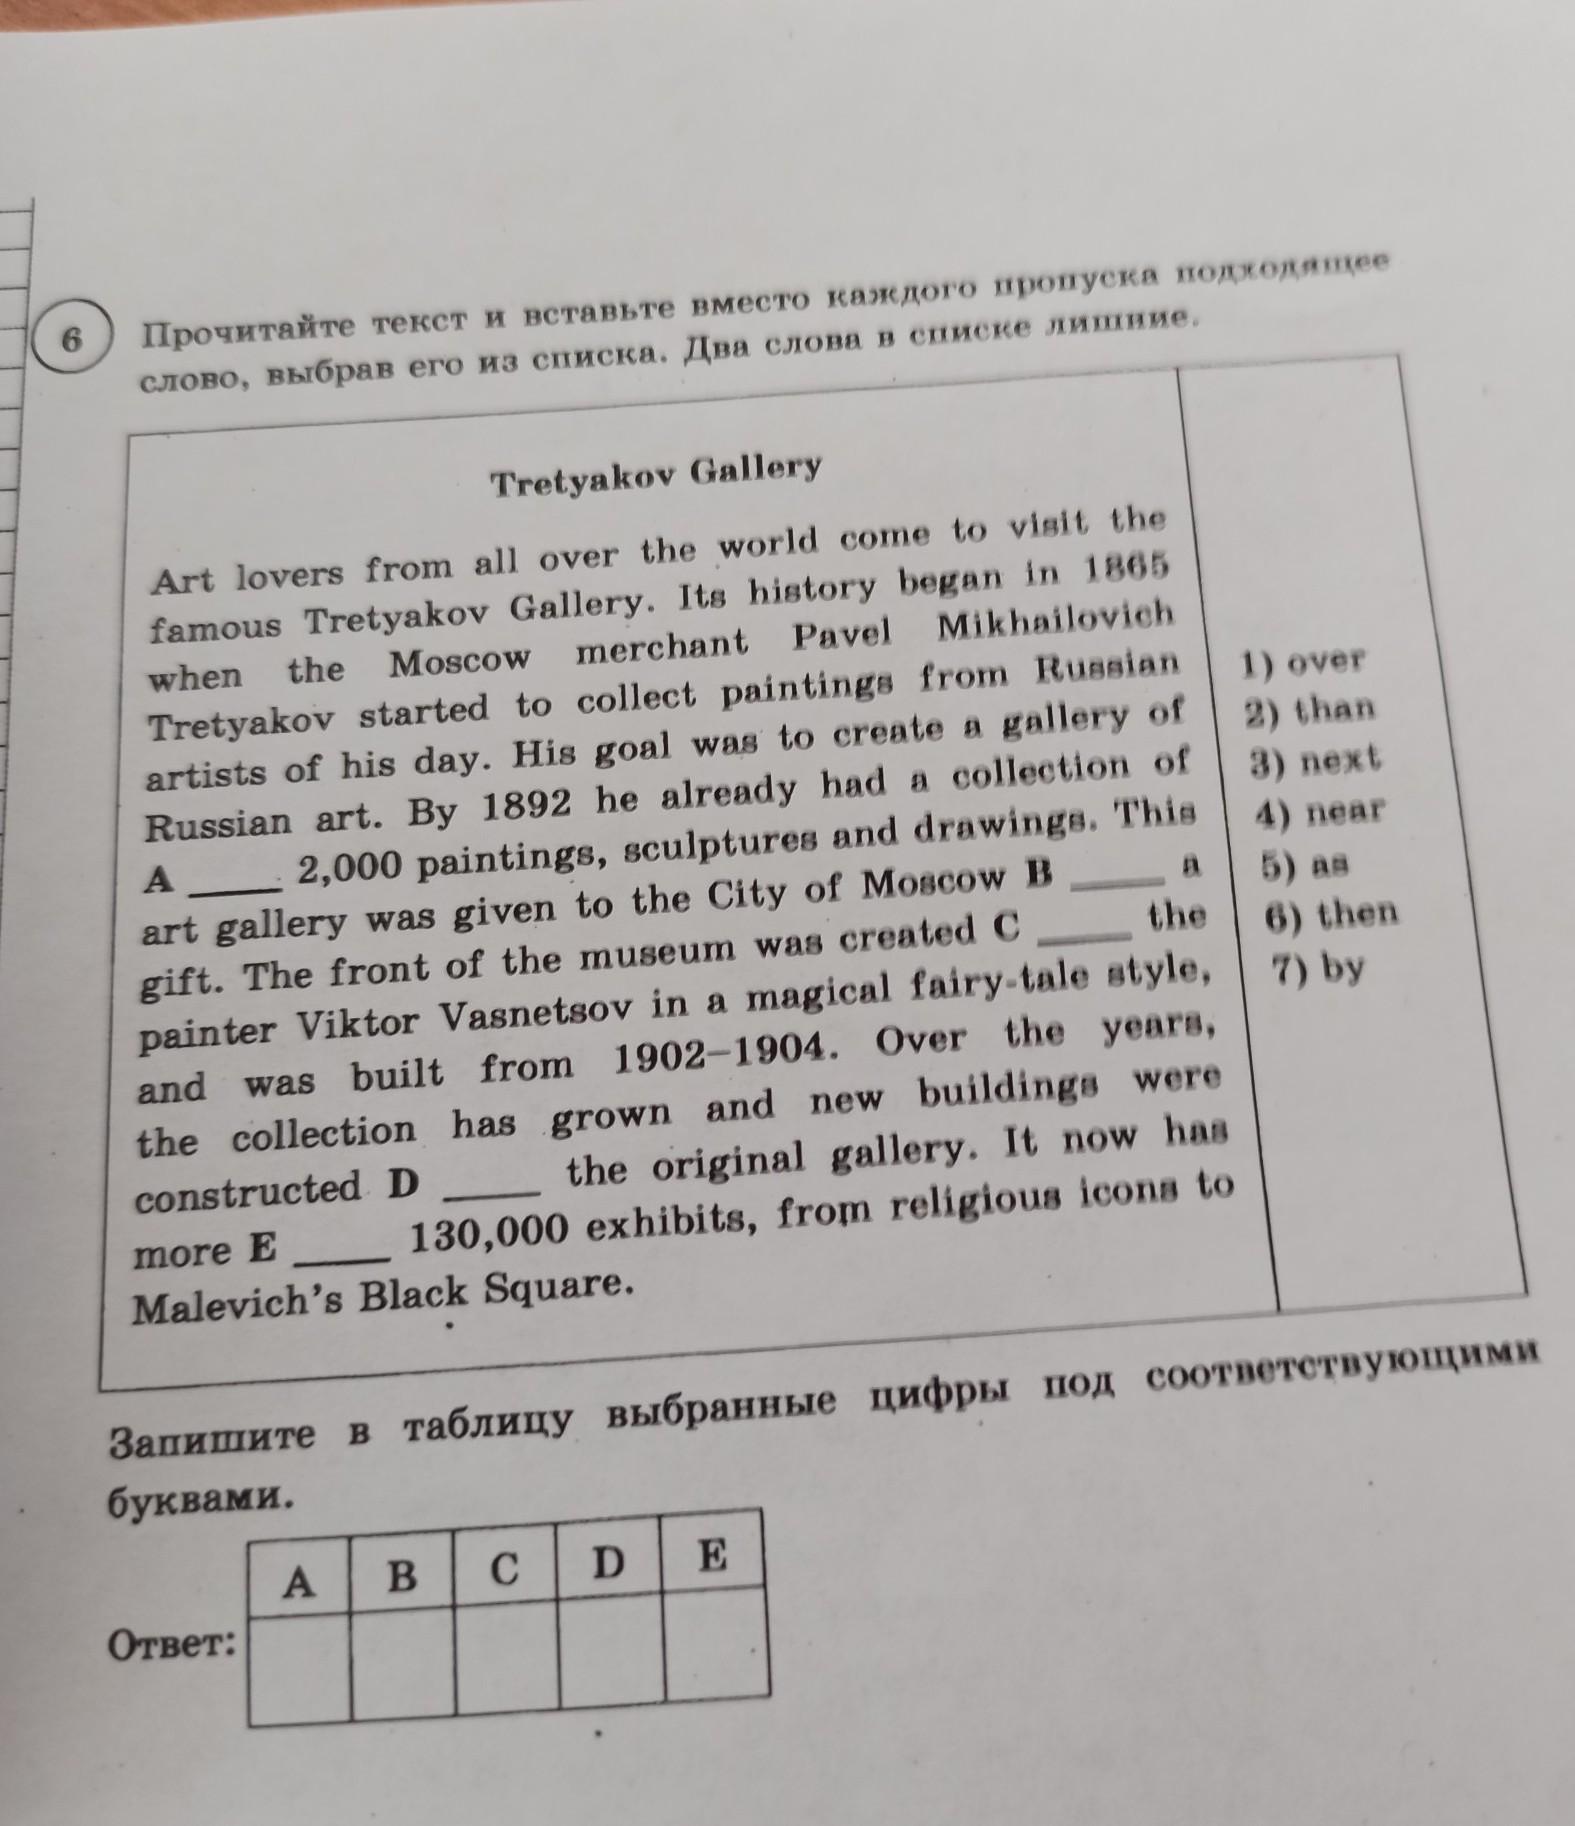 6
Прочитайте текст и вставьте вместо каждого пропуска подходящее
слово, выбрав его из списка. Два слова в списке лишние.
Tretyakov Gallery
Art lovers from all over the world come to visit the
famous Tretyakov Gallery. Its history began in 1865
when the Moscow merchant Pavel Mikhailovich
Tretyakov started to collect paintings from Russian
artists of his day. His goal was to create a gallery of
Russian art. By 1892 he already had a collection of
A ____ 2,000 paintings, sculptures and drawings. This
art gallery was given to the City of Moscow B ____ a
gift. The front of the museum was created C ____ the
painter Viktor Vasnetsov in a magical fairy-tale style,
and was built from 1902–1904. Over the years,
the collection has grown and new buildings were
constructed D ____ the original gallery. It now has
more E ____ 130,000 exhibits, from religious icons to
Malevich's Black Square.
1) over
2) than
3) next
4) near
5) as
6) then
7) by
Запишите в таблицу выбранные цифры под соответствующими
буквами.
A B C D E
Ответ: